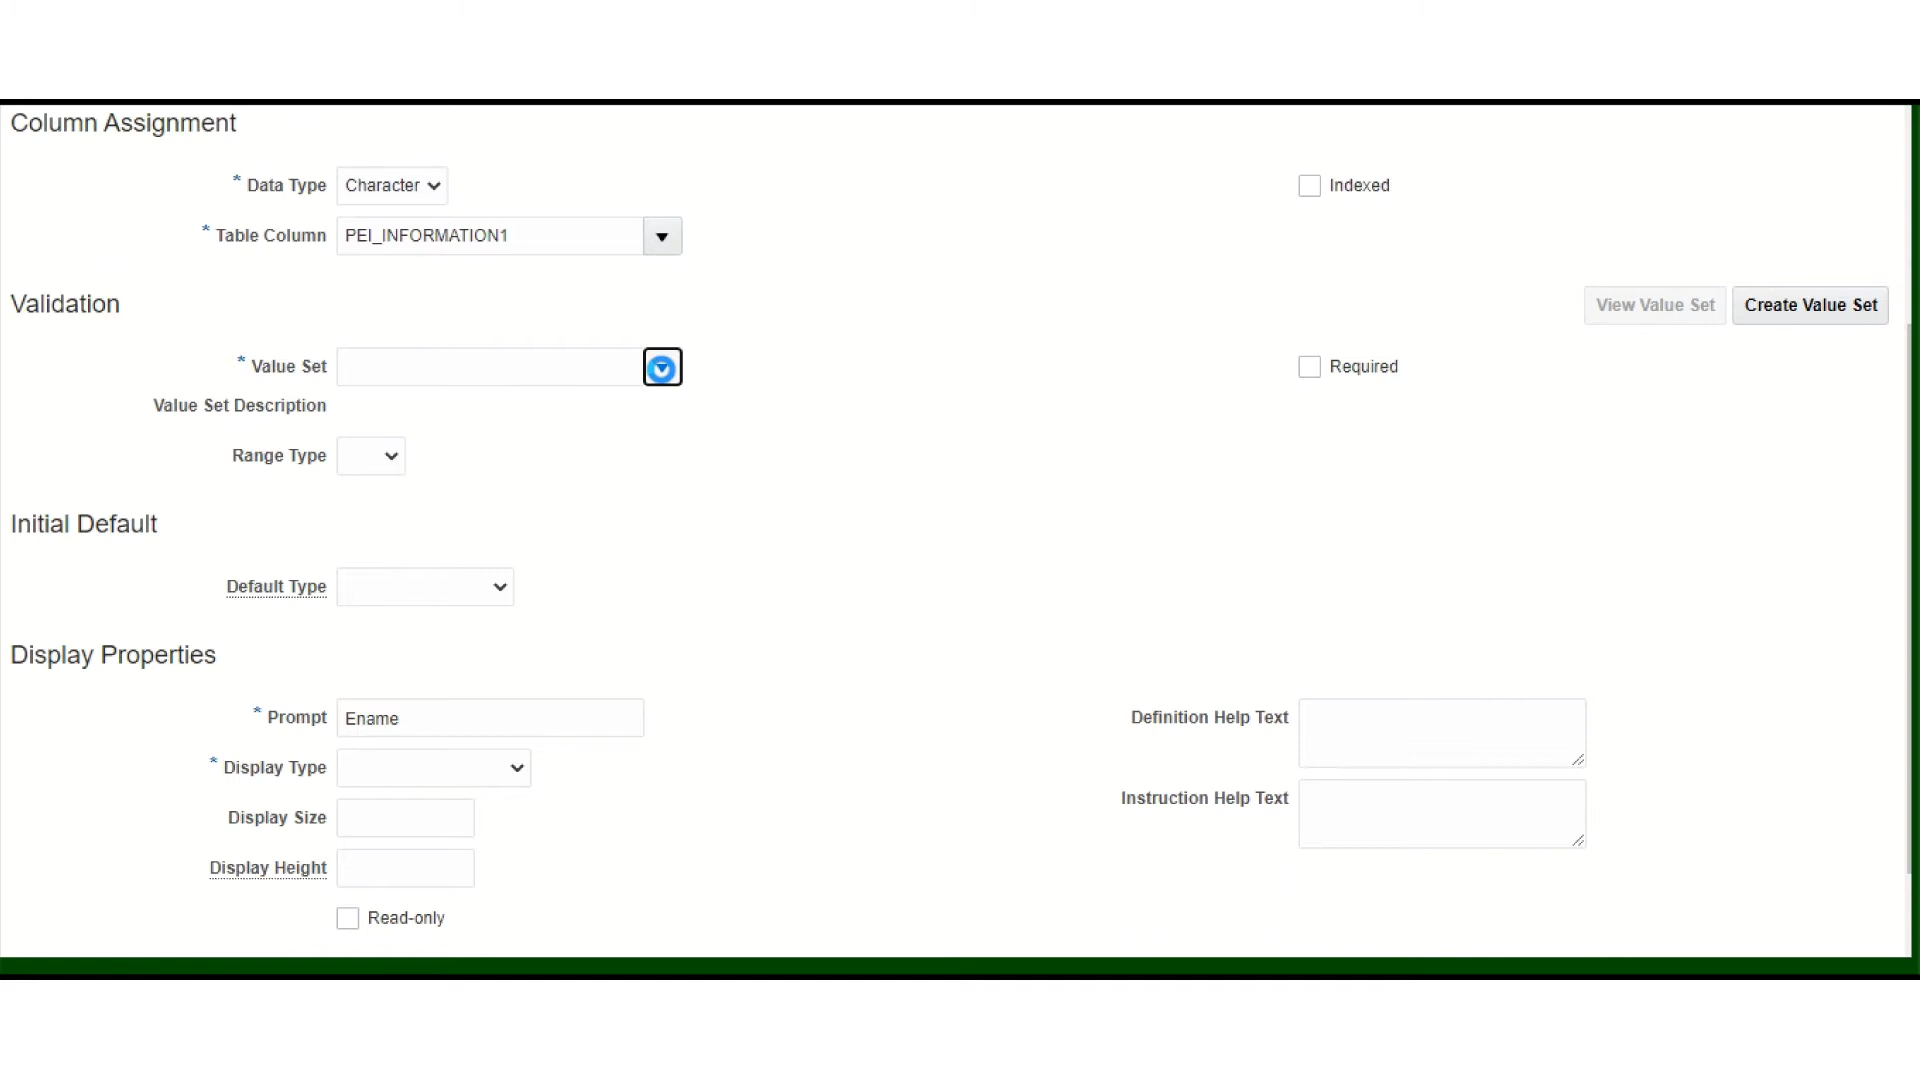 Column Assignment
* Data Type Character
Indexed
* Table Column PEI_INFORMATION1
Validation
View Value Set Create Value Set
* Value Set
Required
Value Set Description
Range Type
Initial Default
Default Type
Display Properties
* Prompt Ename
Definition Help Text
* Display Type
Instruction Help Text
Display Size
Display Height
Read-only